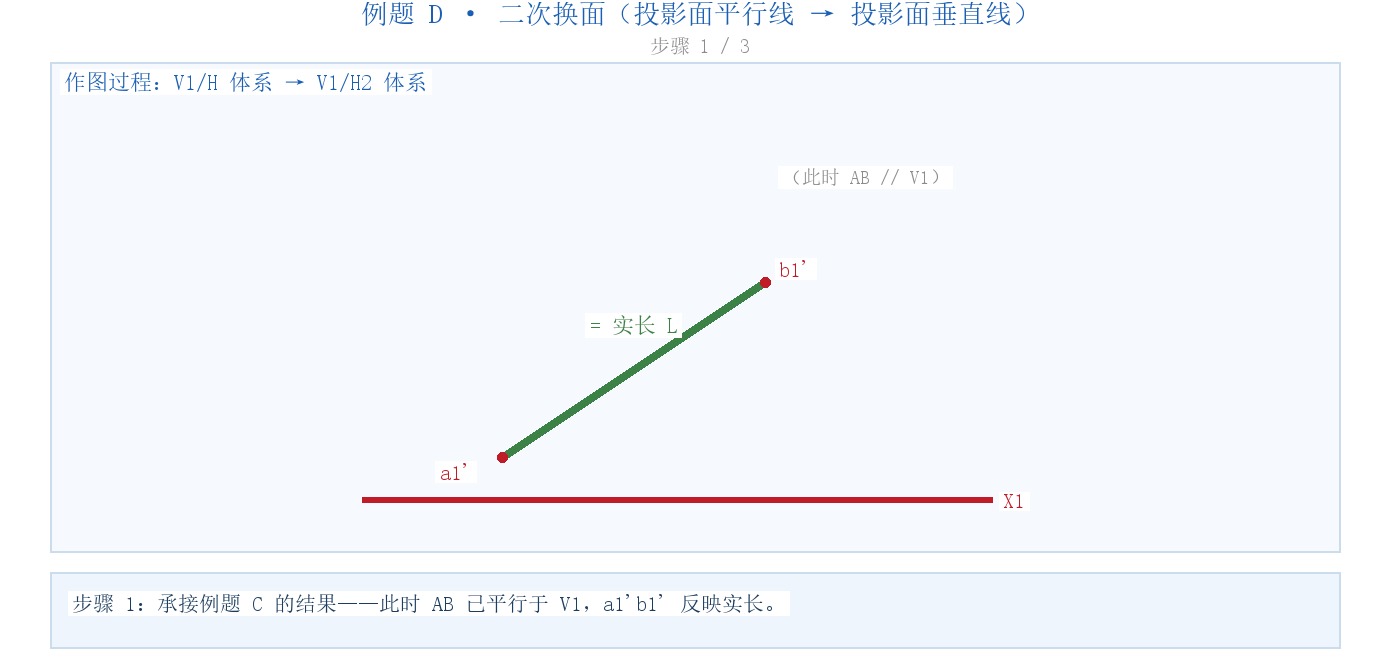 例题 D · 二次换面（投影面平行线 → 投影面垂直线）
步骤 1 / 3
作图过程：V1/H 体系 → V1/H2 体系
（此时 AB // V1）
b1'
= 实长 L
a1'
X1
步骤 1：承接例题 C 的结果——此时 AB 已平行于 V1，a1'b1' 反映实长。